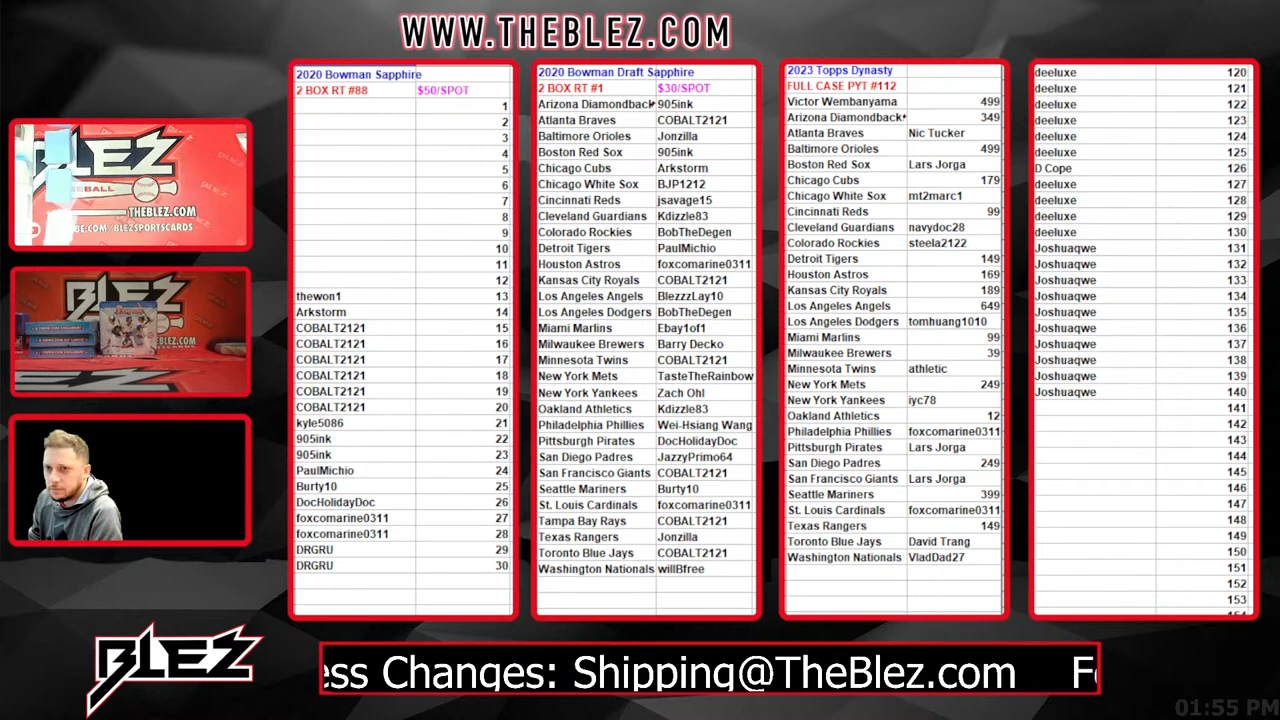 WWW.THEBLEZ.COM
BLEZ
BASEBALL
THEBLEZ.COM
BE.COM/BLEZSPORTSCARDS
BLEZ
2020 Bowman Sapphire
2 BOX RT #88 $50/SPOT
1
2
3
4
5
6
7
8
9
10
11
12
thewon1 13
Arkstorm 14
COBALT2121 15
COBALT2121 16
COBALT2121 17
COBALT2121 18
COBALT2121 19
COBALT2121 20
kyle5086 21
905ink 22
905ink 23
PaulMichio 24
Burty10 25
DocHolidayDoc 26
foxcomarine0311 27
foxcomarine0311 28
DRGRU 29
DRGRU 30
2020 Bowman Draft Sapphire
2 BOX RT #1 $30/SPOT
Arizona Diamondback 905ink
Atlanta Braves COBALT2121
Baltimore Orioles Jonzilla
Boston Red Sox 905ink
Chicago Cubs Arkstorm
Chicago White Sox BJP1212
Cincinnati Reds jsavage15
Cleveland Guardians Kdizzle83
Colorado Rockies BobTheDegen
Detroit Tigers PaulMichio
Houston Astros foxcomarine0311
Kansas City Royals COBALT2121
Los Angeles Angels BlezzzLay10
Los Angeles Dodgers BobTheDegen
Miami Marlins Ebay1of1
Milwaukee Brewers Barry Decko
Minnesota Twins COBALT2121
New York Mets TasteTheRainbow
New York Yankees Zach Ohl
Oakland Athletics Kdizzle83
Philadelphia Phillies Wei-Hsiang Wang
Pittsburgh Pirates DocHolidayDoc
San Diego Padres JazzyPrimo64
San Francisco Giants COBALT2121
Seattle Mariners Burty10
St. Louis Cardinals foxcomarine0311
Tampa Bay Rays COBALT2121
Texas Rangers Jonzilla
Toronto Blue Jays COBALT2121
Washington Nationals willBfree
2023 Topps Dynasty
FULL CASE PYT #112
Victor Wembanyama 499
Arizona Diamondback 349
Atlanta Braves Nic Tucker
Baltimore Orioles 499
Boston Red Sox Lars Jorga
Chicago Cubs 179
Chicago White Sox mt2marc1
Cincinnati Reds 99
Cleveland Guardians navydoc28
Colorado Rockies steela2122
Detroit Tigers 149
Houston Astros 169
Kansas City Royals 189
Los Angeles Angels 649
Los Angeles Dodgers tomhuang1010
Miami Marlins 99
Milwaukee Brewers 39
Minnesota Twins athletic
New York Mets 249
New York Yankees iyc78
Oakland Athletics 12
Philadelphia Phillies foxcomarine0311
Pittsburgh Pirates Lars Jorga
San Diego Padres 249
San Francisco Giants Lars Jorga
Seattle Mariners 399
St. Louis Cardinals foxcomarine0311
Texas Rangers 149
Toronto Blue Jays David Trang
Washington Nationals VladDad27
deeluxe 120
deeluxe 121
deeluxe 122
deeluxe 123
deeluxe 124
deeluxe 125
D Cope 126
deeluxe 127
deeluxe 128
deeluxe 129
deeluxe 130
Joshuaqwe 131
Joshuaqwe 132
Joshuaqwe 133
Joshuaqwe 134
Joshuaqwe 135
Joshuaqwe 136
Joshuaqwe 137
Joshuaqwe 138
Joshuaqwe 139
Joshuaqwe 140
141
142
143
144
145
146
147
148
149
150
151
152
153
BLEZ
ess Changes: Shipping@TheBlez.com Fo
01:55 PM